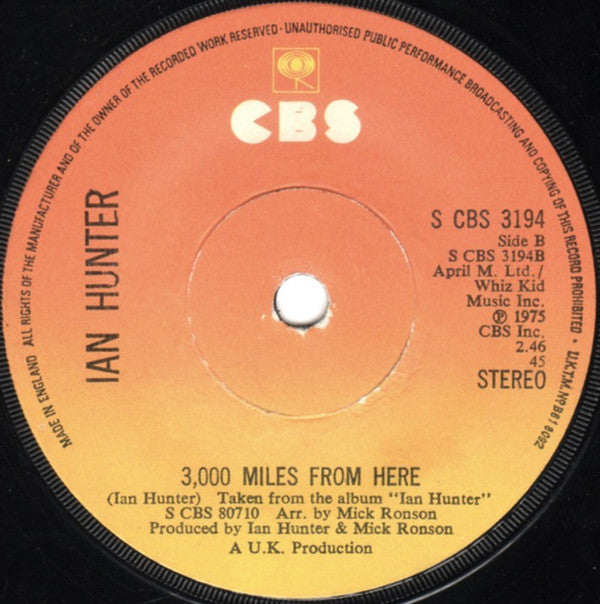 MADE IN ENGLAND ALL RIGHTS OF THE MANUFACTURER AND OF THE OWNER OF THE RECORDED WORK RESERVED · UNAUTHORISED PUBLIC PERFORMANCE BROADCASTING AND COPYING OF THIS RECORD PROHIBITED • U.K.T.M. Nº B618092
CBS
IAN HUNTER
S CBS 3194
Side B
S CBS 3194B
April M. Ltd./
Whiz Kid
Music Inc.
℗ 1975
CBS Inc.
2.46
45
STEREO
3,000 MILES FROM HERE
(Ian Hunter) Taken from the album "Ian Hunter"
S CBS 80710 Arr. by Mick Ronson
Produced by Ian Hunter & Mick Ronson
A U.K. Production